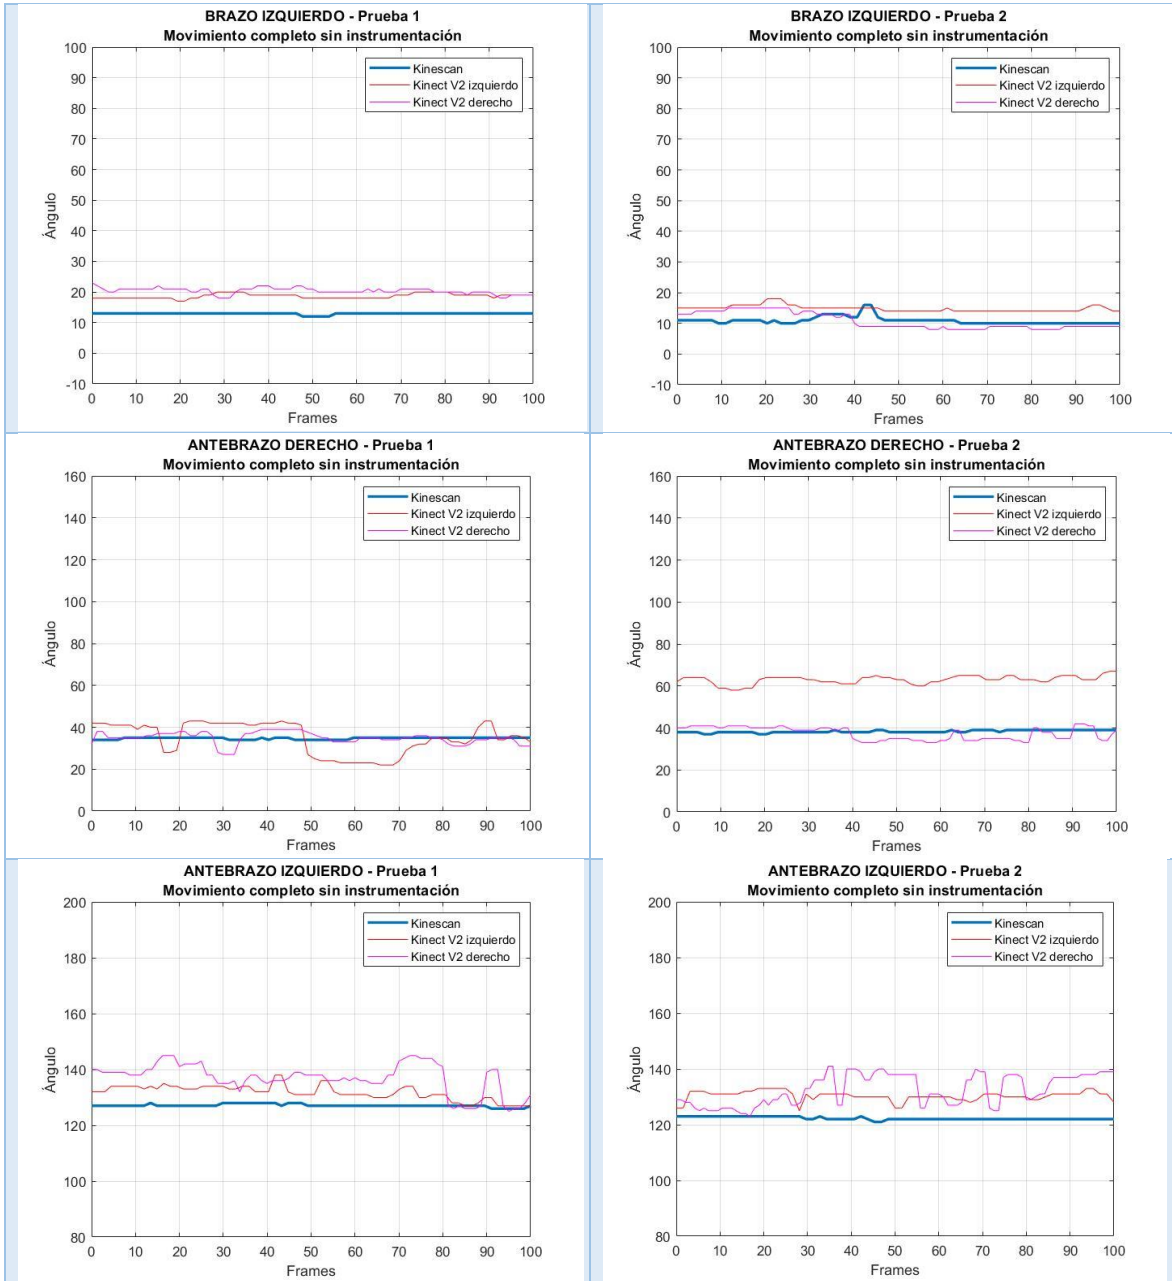 BRAZO IZQUIERDO - Prueba 1
Movimiento completo sin instrumentación
100
90
80
70
60
50
40
30
20
10
0
-10
Ángulo
Kinescan
Kinect V2 izquierdo
Kinect V2 derecho
0 10 20 30 40 50 60 70 80 90 100
Frames
BRAZO IZQUIERDO - Prueba 2
Movimiento completo sin instrumentación
100
90
80
70
60
50
40
30
20
10
0
-10
Ángulo
Kinescan
Kinect V2 izquierdo
Kinect V2 derecho
0 10 20 30 40 50 60 70 80 90 100
Frames
ANTEBRAZO DERECHO - Prueba 1
Movimiento completo sin instrumentación
160
140
120
100
80
60
40
20
0
Ángulo
Kinescan
Kinect V2 izquierdo
Kinect V2 derecho
0 10 20 30 40 50 60 70 80 90 100
Frames
ANTEBRAZO DERECHO - Prueba 2
Movimiento completo sin instrumentación
160
140
120
100
80
60
40
20
0
Ángulo
Kinescan
Kinect V2 izquierdo
Kinect V2 derecho
0 10 20 30 40 50 60 70 80 90 100
Frames
ANTEBRAZO IZQUIERDO - Prueba 1
Movimiento completo sin instrumentación
200
180
160
140
120
100
80
Ángulo
Kinescan
Kinect V2 izquierdo
Kinect V2 derecho
0 10 20 30 40 50 60 70 80 90 100
Frames
ANTEBRAZO IZQUIERDO - Prueba 2
Movimiento completo sin instrumentación
200
180
160
140
120
100
80
Ángulo
Kinescan
Kinect V2 izquierdo
Kinect V2 derecho
0 10 20 30 40 50 60 70 80 90 100
Frames